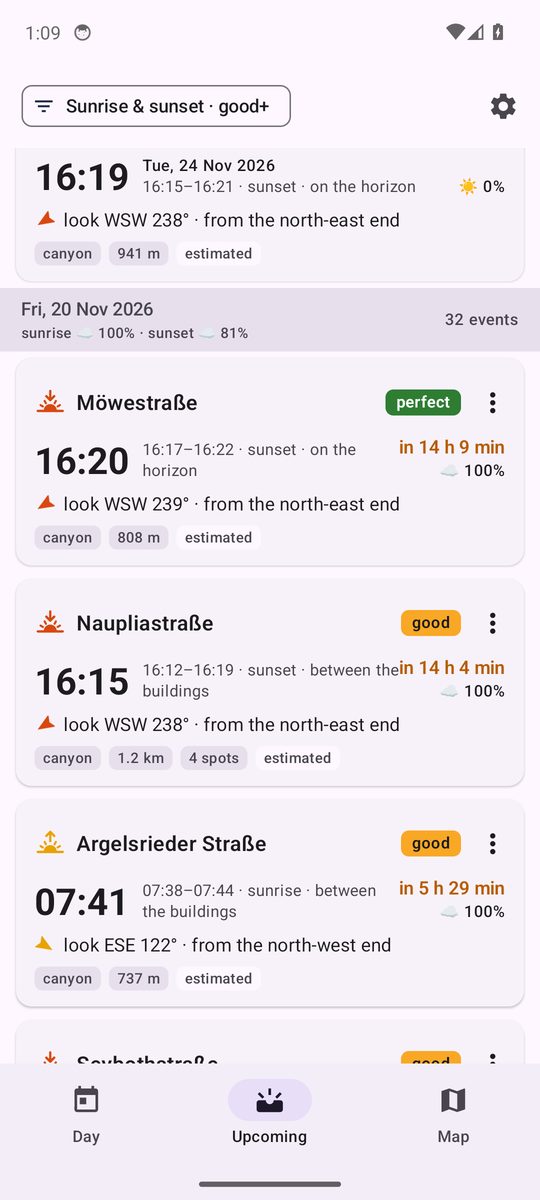 1:09
Sunrise & sunset · good+
16:19
Tue, 24 Nov 2026
16:15–16:21 · sunset · on the horizon
☀️ 0%
look WSW 238° · from the north-east end
canyon 941 m estimated
Fri, 20 Nov 2026
sunrise ☁️ 100% · sunset ☁️ 81%
32 events
Möwestraße
perfect
16:20
16:17–16:22 · sunset · on the
horizon
in 14 h 9 min
☁️ 100%
look WSW 239° · from the north-east end
canyon 808 m estimated
Naupliastraße
good
16:15
16:12–16:19 · sunset · between the
buildings
in 14 h 4 min
☁️ 100%
look WSW 238° · from the north-east end
canyon 1.2 km 4 spots estimated
Argelsrieder Straße
good
07:41
07:38–07:44 · sunrise · between
the buildings
in 5 h 29 min
☁️ 100%
look ESE 122° · from the north-west end
canyon 737 m estimated
good
Day
Upcoming
Map